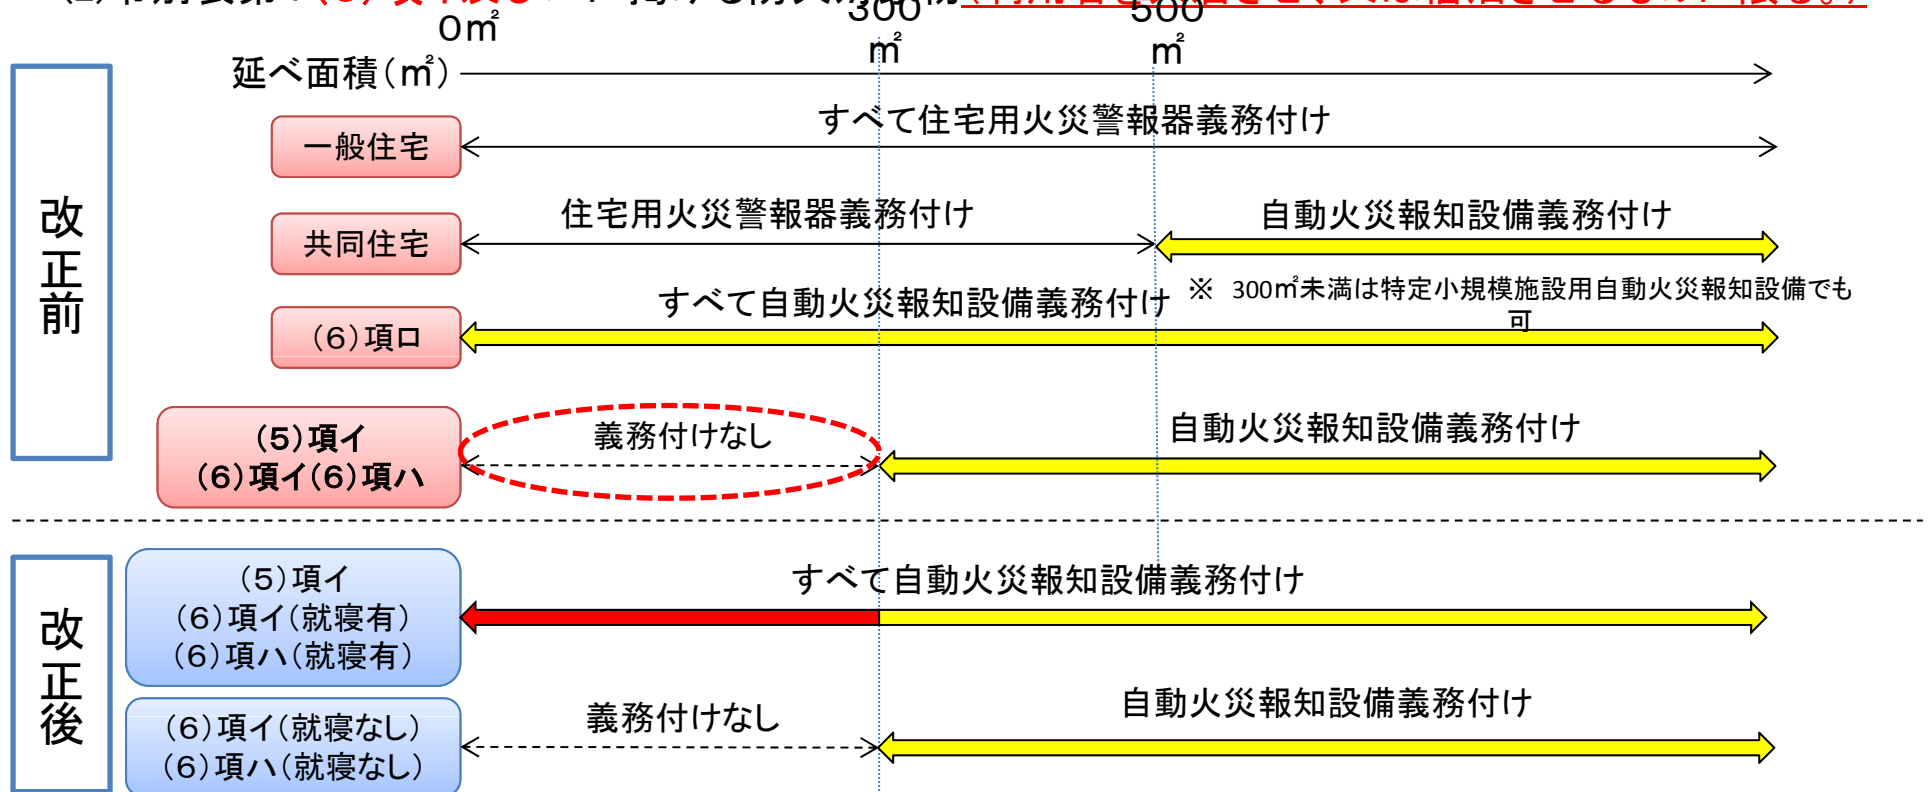 (6)項
掲げる防火対象物
０㎡
300
㎡
500
㎡
延べ面積（㎡）
改正前
一般住宅
すべて住宅用火災警報器義務付け
共同住宅
住宅用火災警報器義務付け
自動火災報知設備義務付け
（６）項ロ
すべて自動火災報知設備義務付け
※　300㎡未満は特定小規模施設用自動火災報知設備でも
可
（５）項イ
（６）項イ（６）項ハ
義務付けなし
自動火災報知設備義務付け
改正後
（５）項イ
（６）項イ（就寝有）
（６）項ハ（就寝有）
すべて自動火災報知設備義務付け
（６）項イ（就寝なし）
（６）項ハ（就寝なし）
義務付けなし
自動火災報知設備義務付け